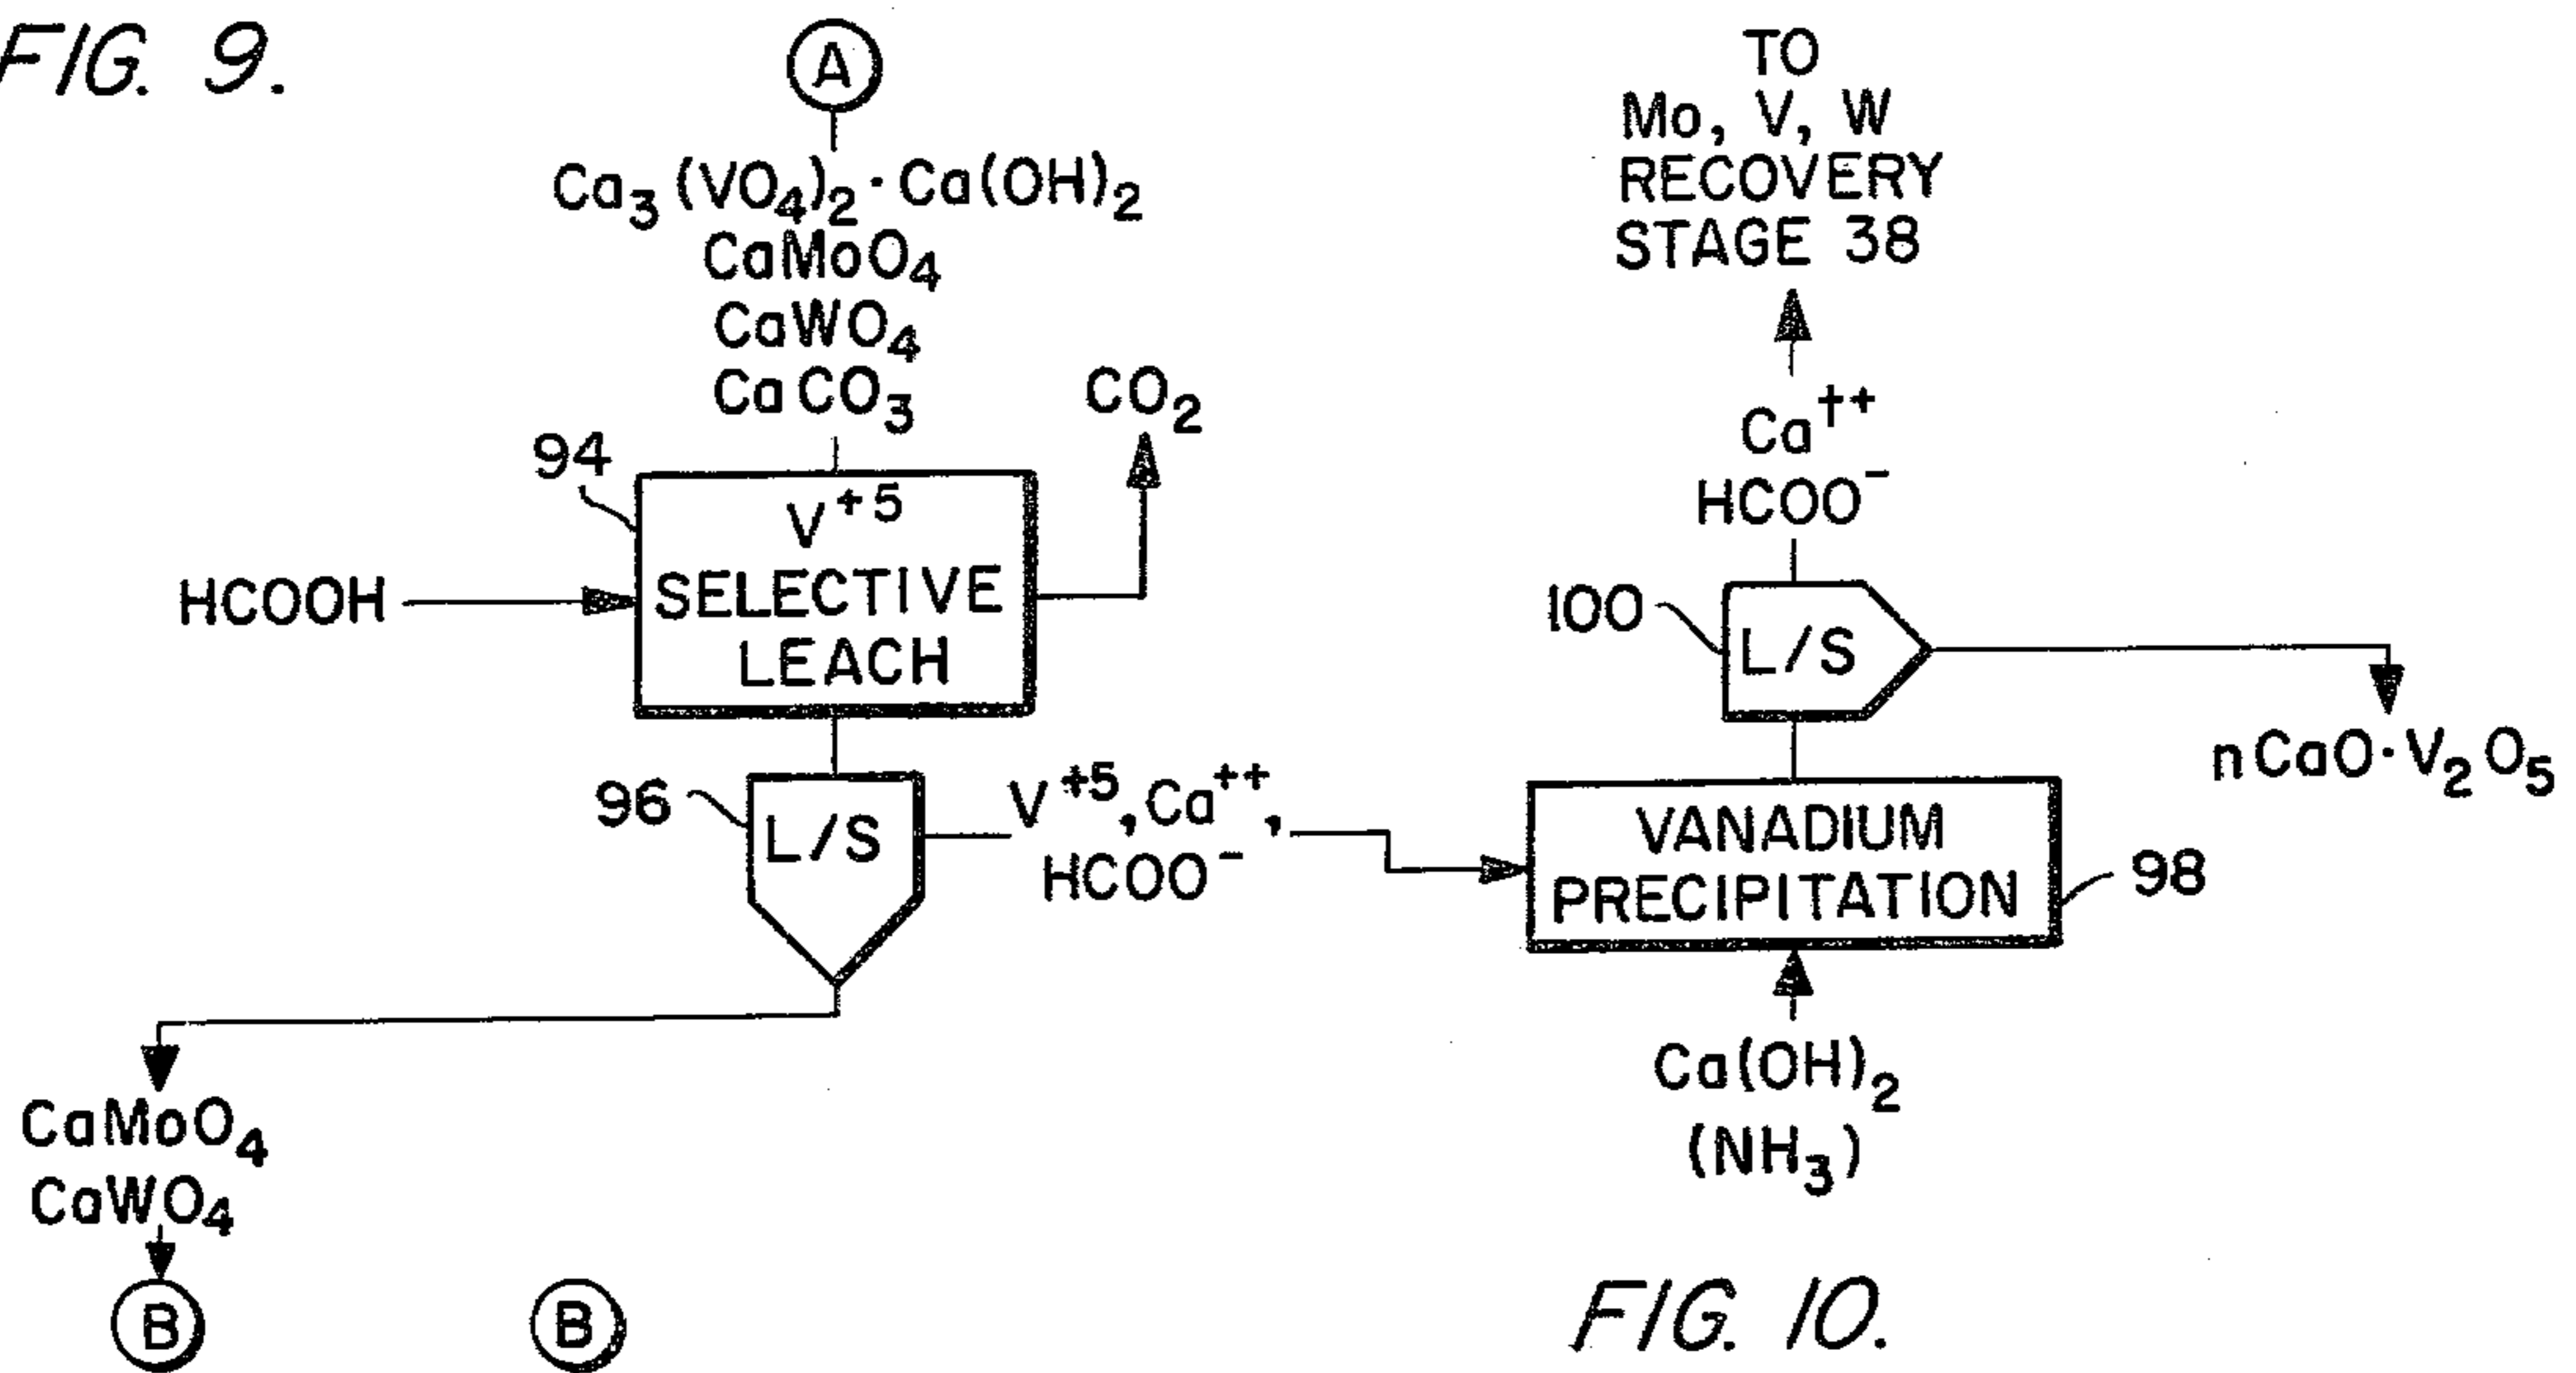 FIG. 9.
A
Ca₃(VO₄)₂·Ca(OH)₂
CaMoO₄
CaWO₄
CaCO₃
CO₂
94
V⁺⁵
SELECTIVE
LEACH
HCOOH
96
L/S
V⁺⁵, Ca⁺⁺,
HCOO⁻
CaMoO₄
CaWO₄
B
TO
Mo, V, W
RECOVERY
STAGE 38
Ca⁺⁺
HCOO⁻
100
L/S
nCaO·V₂O₅
VANADIUM
PRECIPITATION
98
Ca(OH)₂
(NH₃)
B
FIG. 10.